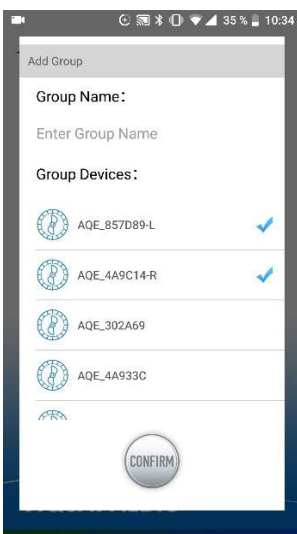 35 % 10:34
Add Group
Group Name:
Enter Group Name
Group Devices:
AQE_857D89-L
AQE_4A9C14-R
AQE_302A69
AQE_4A933C
CONFIRM